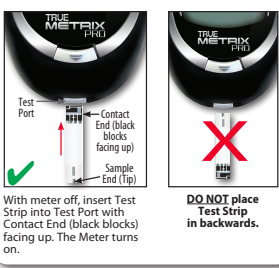 TRUE
METRIX
PRO
Test
Port
Contact
End (black
blocks
facing up)
Sample
End (Tip)
With meter off, insert Test
Strip into Test Port with
Contact End (black blocks)
facing up. The Meter turns
on.
TRUE
METRIX
PRO
DO NOT place
Test Strip
in backwards.